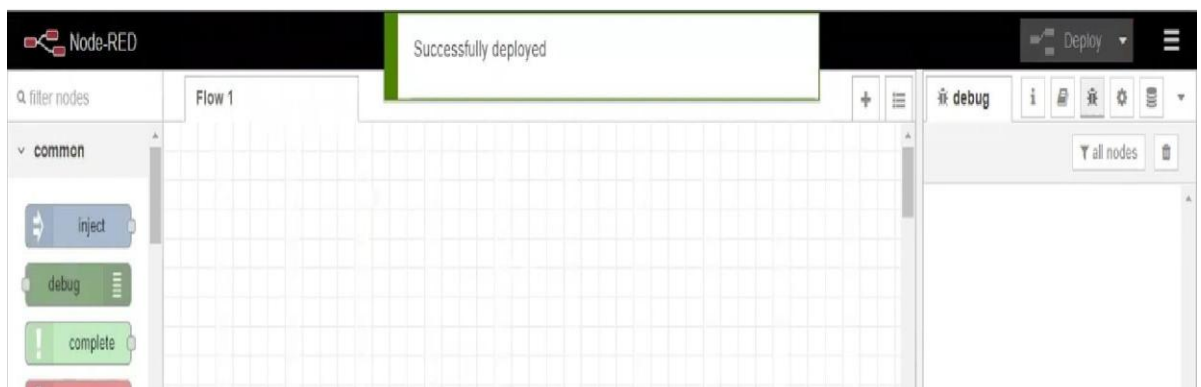 Node-RED
Successfully deployed
Deploy
filter nodes
Flow 1
debug
i
all nodes
common
inject
debug
complete